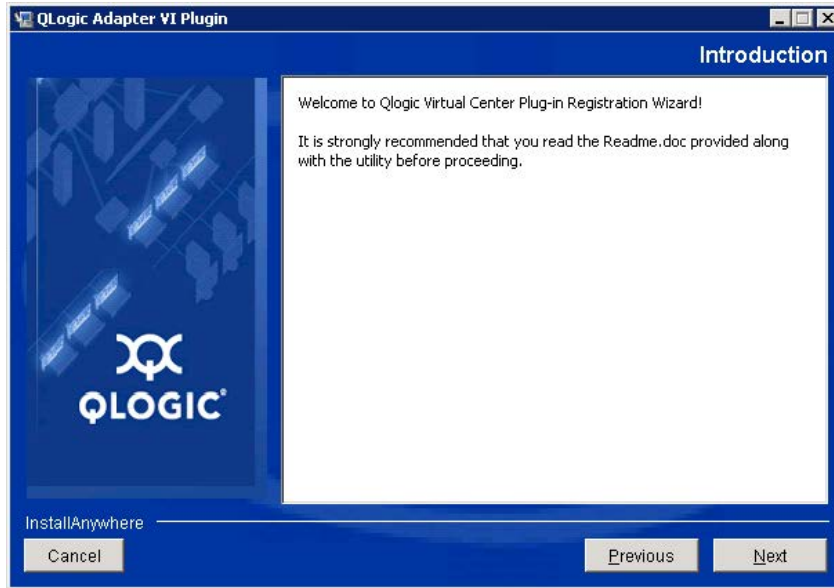 QLogic Adapter VI Plugin
Introduction
Welcome to Qlogic Virtual Center Plug-in Registration Wizard!
It is strongly recommended that you read the Readme.doc provided along
with the utility before proceeding.
QLOGIC®
InstallAnywhere
Cancel
Previous
Next